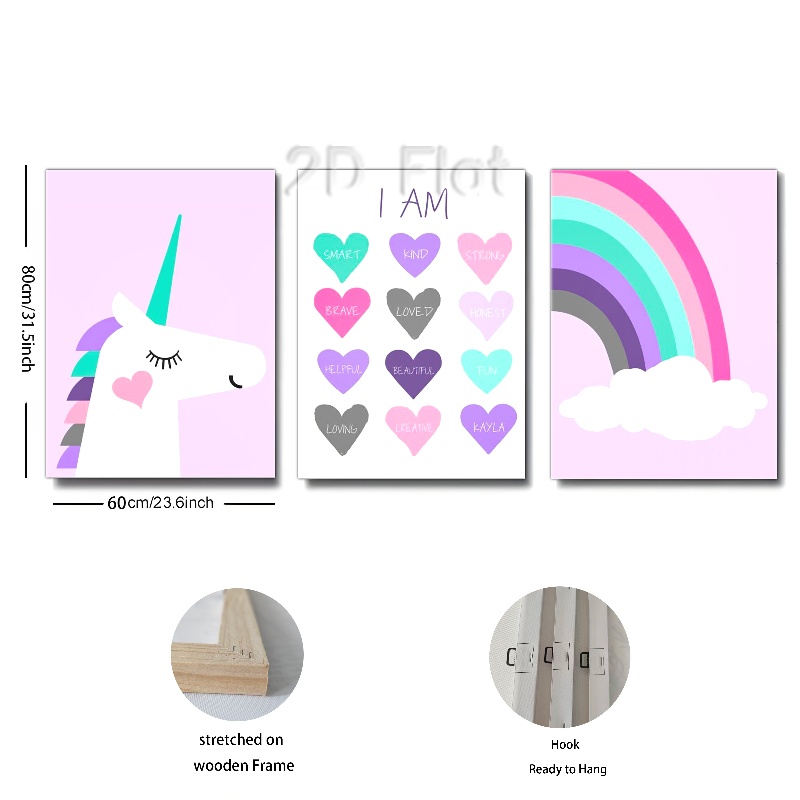 2D Flat
I AM
SMART KIND STRONG
BRAVE LOVED HONEST
HELPFUL BEAUTIFUL FUN
LOVING CREATIVE KAYLA
80cm/31.5inch
60cm/23.6inch
stretched on
wooden Frame
Hook
Ready to Hang